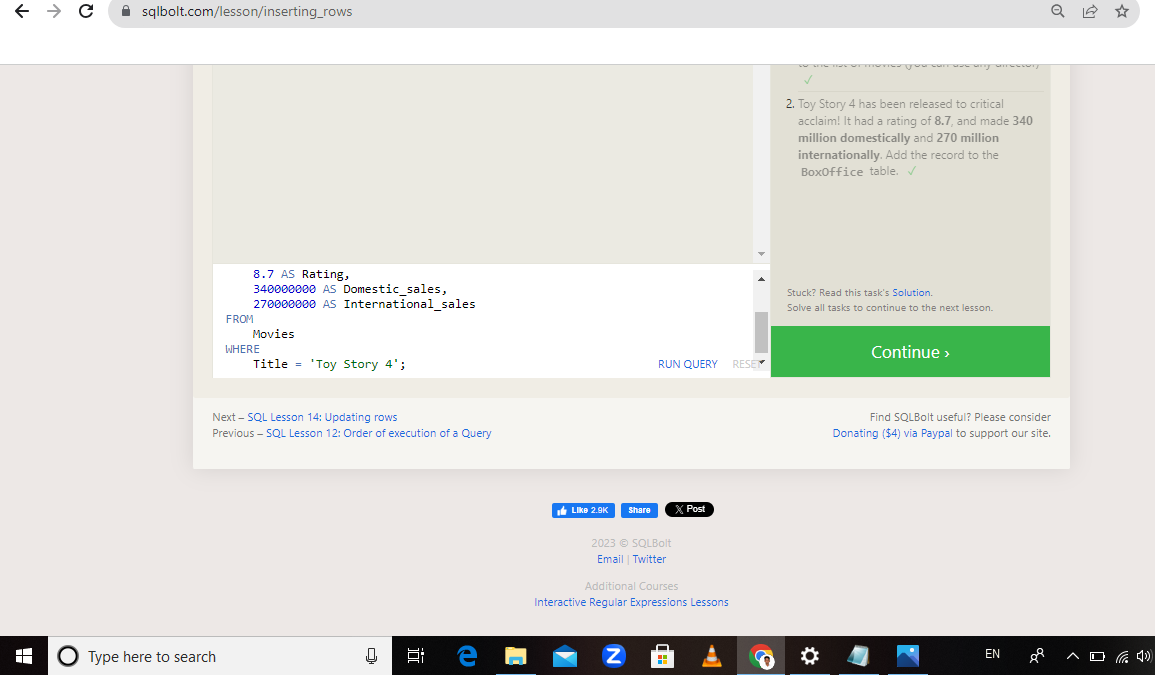 sqlbolt.com/lesson/inserting_rows
to the list of movies (you can use any director)
✓
2. Toy Story 4 has been released to critical
acclaim! It had a rating of 8.7, and made 340
million domestically and 270 million
internationally. Add the record to the
BoxOffice table. ✓
8.7 AS Rating,
340000000 AS Domestic_sales,
270000000 AS International_sales
FROM
Movies
WHERE
Title = 'Toy Story 4';
RUN QUERY RESET
Stuck? Read this task's Solution.
Solve all tasks to continue to the next lesson.
Continue ›
Next – SQL Lesson 14: Updating rows
Previous – SQL Lesson 12: Order of execution of a Query
Find SQLBolt useful? Please consider
Donating ($4) via Paypal to support our site.
Like 2.9K Share X Post
2023 © SQLBolt
Email | Twitter
Additional Courses
Interactive Regular Expressions Lessons
Type here to search
EN